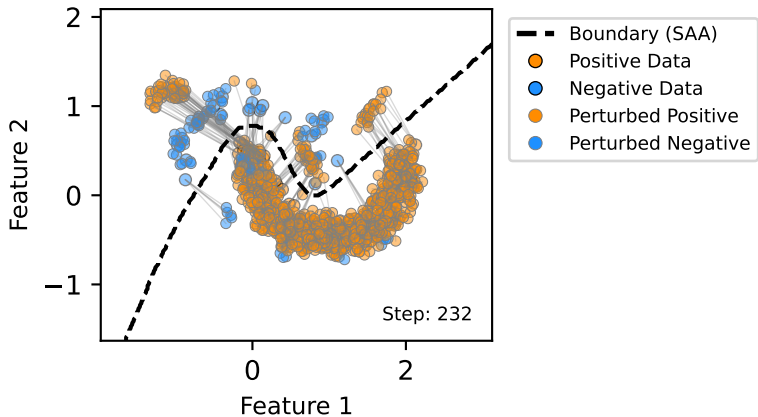 2
1
0
−1
Feature 2
0
2
Feature 1
Step: 232
Boundary (SAA)
Positive Data
Negative Data
Perturbed Positive
Perturbed Negative